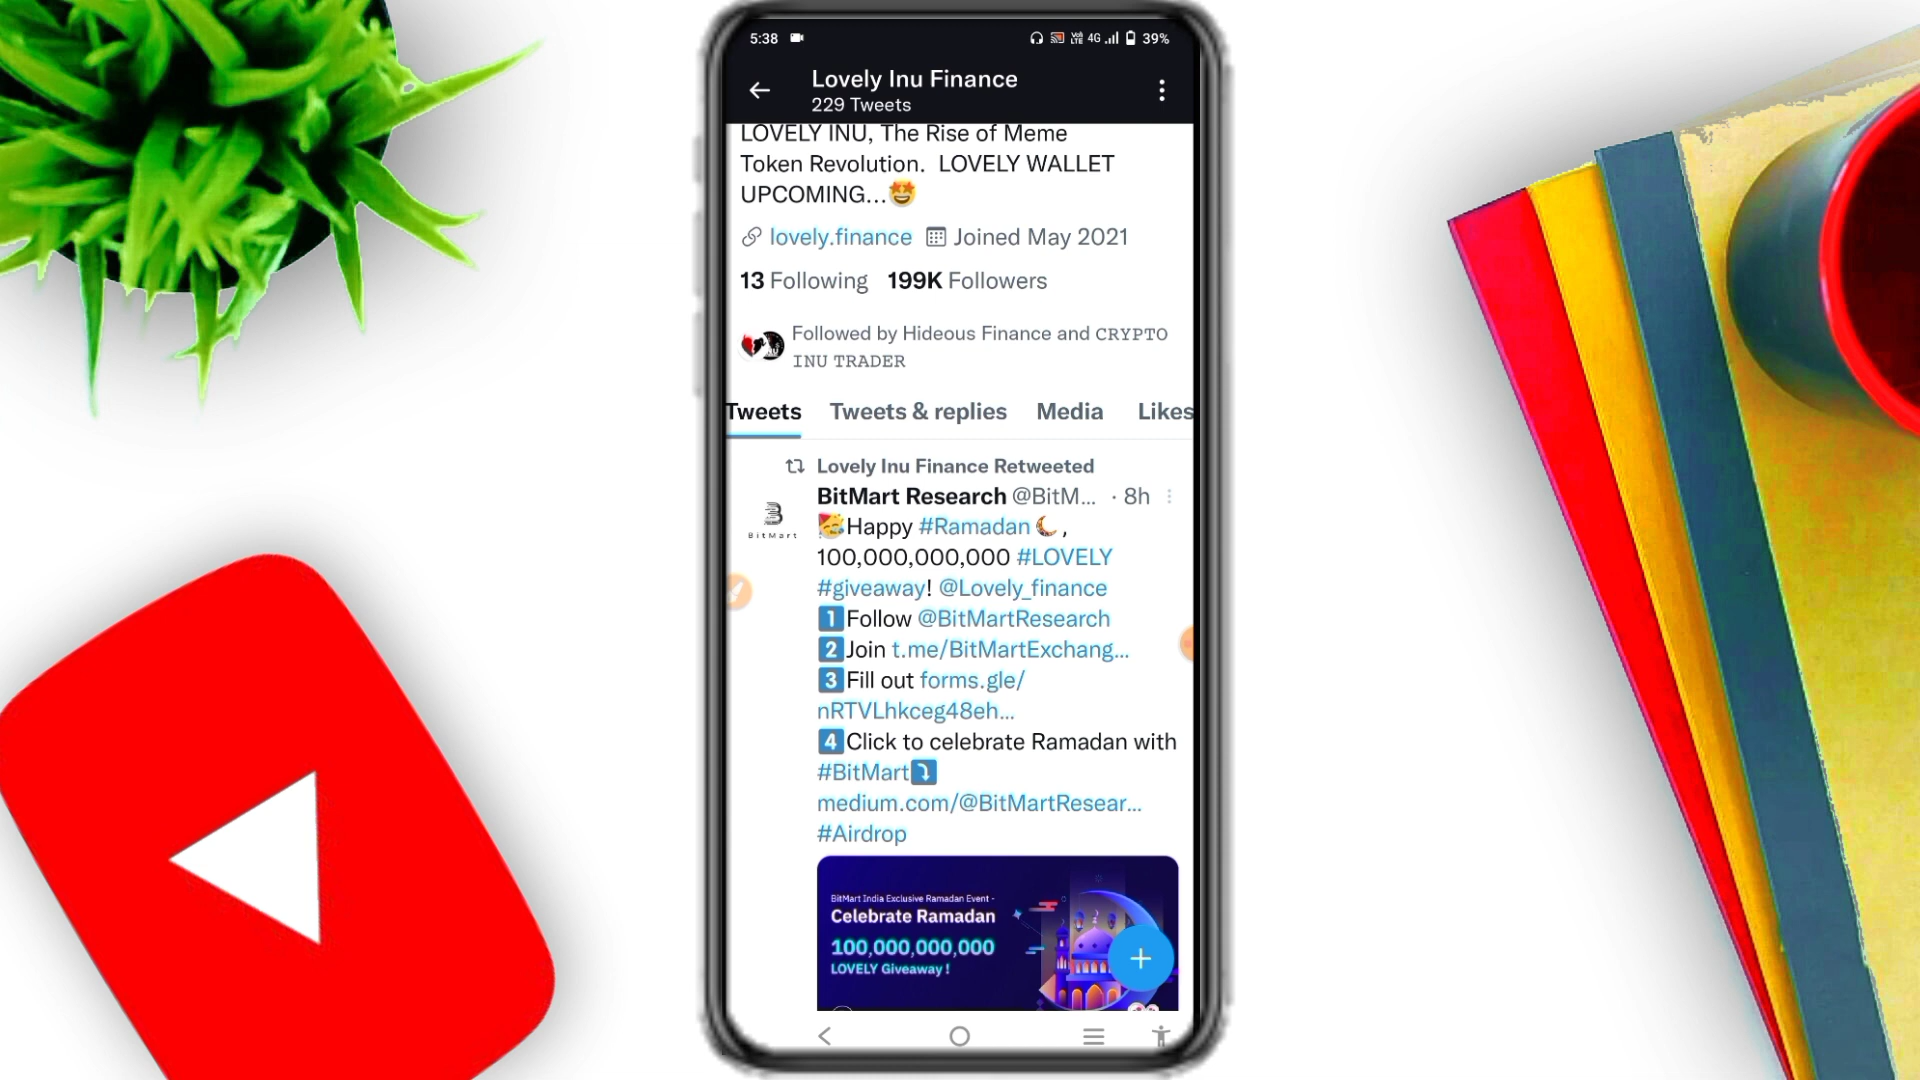 5:38 4G 39%
Lovely Inu Finance
229 Tweets
LOVELY INU, The Rise of Meme
Token Revolution. LOVELY WALLET
UPCOMING...🤩
lovely.finance Joined May 2021
13 Following 199K Followers
Followed by Hideous Finance and CRYPTO
INU TRADER
Tweets Tweets & replies Media Likes
Lovely Inu Finance Retweeted
BitMart Research @BitM... · 8h
🥳Happy #Ramadan🌙,
100,000,000,000 #LOVELY
#giveaway! @Lovely_finance
1️⃣Follow @BitMartResearch
BitMart
2️⃣Join t.me/BitMartExchang...
3️⃣Fill out forms.gle/
nRTVLhkceg48eh...
4️⃣Click to celebrate Ramadan with
#BitMart⤵️
medium.com/@BitMartResear...
#Airdrop
BitMart India Exclusive Ramadan Event -
Celebrate Ramadan
100,000,000,000
LOVELY Giveaway !